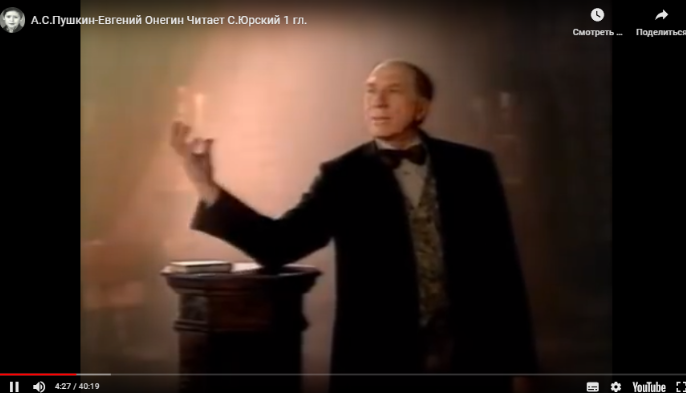 А.С.Пушкин-Евгений Онегин Читает С.Юрский 1 гл.
Смотреть ...
Поделиться
4:27 / 40:19
YouTube